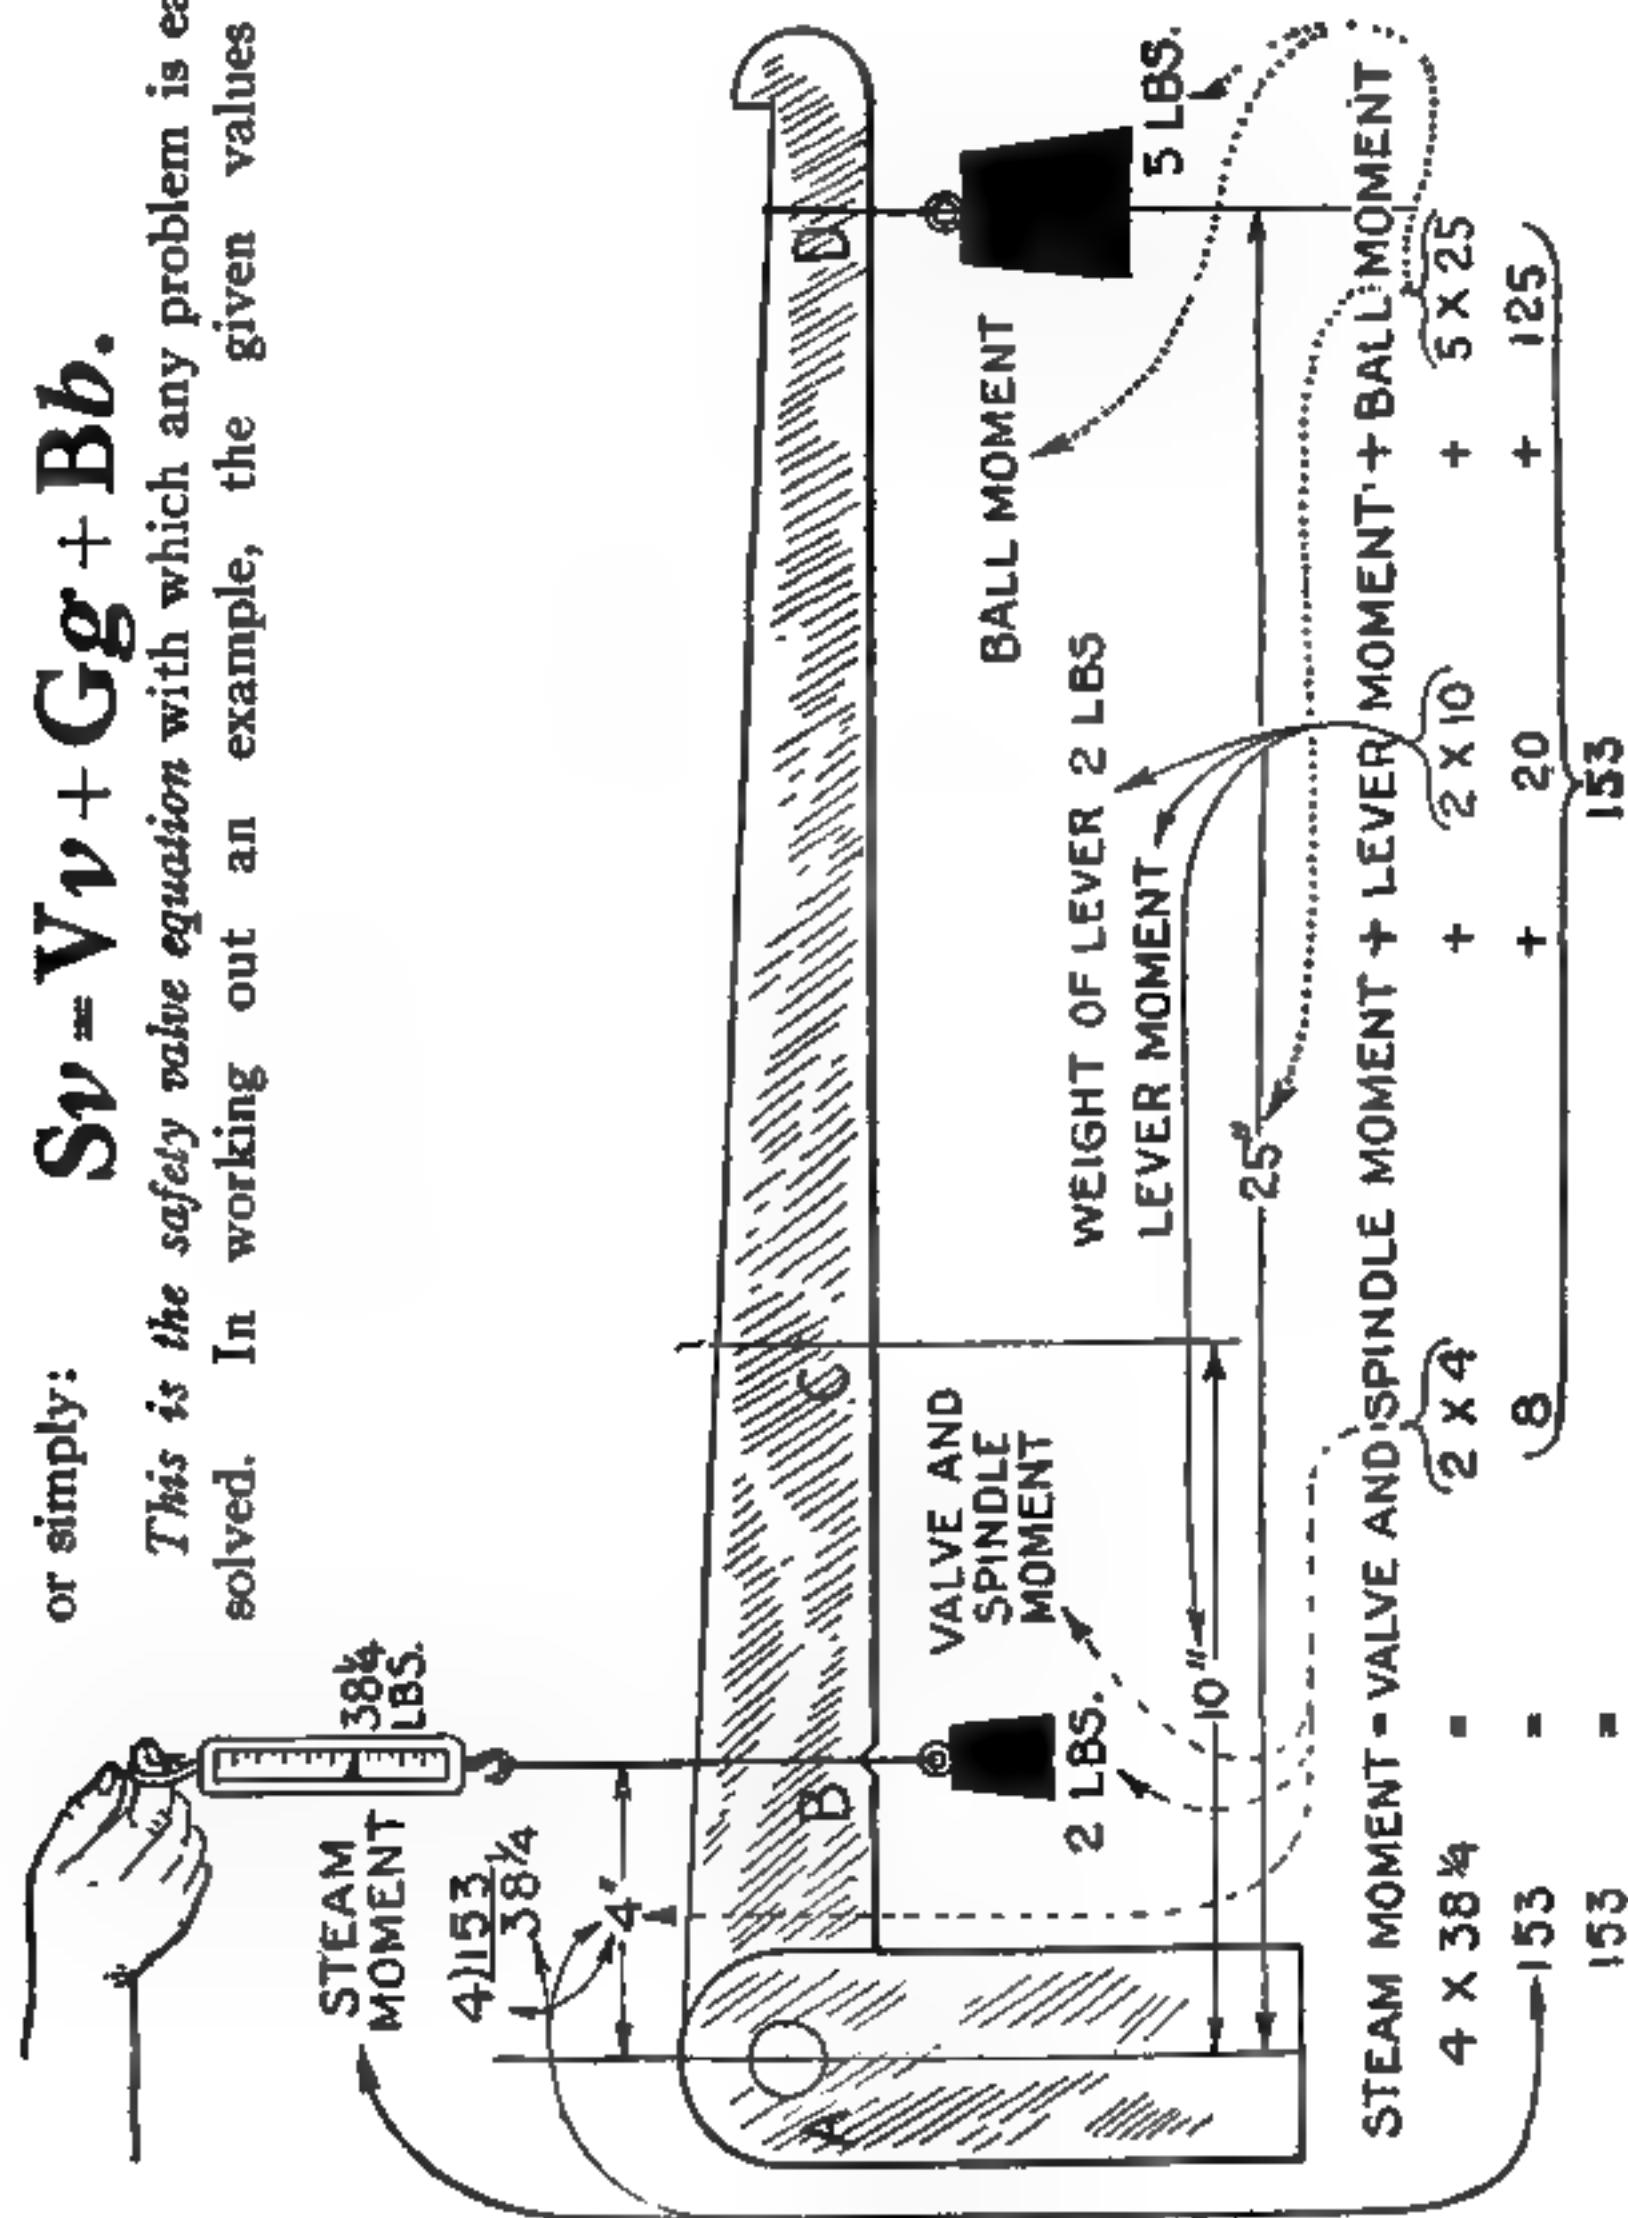 or simply:
Sv = Vv + Gg + Bb.
This is the safety valve equation with which any problem is ea
solved. In working out an example, the given values
38¼
LBS.
STEAM
MOMENT
4)153
38¼
4"
A
B
C
D
VALVE AND
SPINDLE
MOMENT
2 LBS.
BALL MOMENT
5 LBS.
WEIGHT OF LEVER 2 LBS
LEVER MOMENT
10"
25"
STEAM MOMENT = VALVE AND SPINDLE MOMENT + LEVER MOMENT + BALL MOMENT
4 X 38¼ = 2 X 4 + 2 X 10 + 5 X 25
153 = 8 + 20 + 125
153 = 153